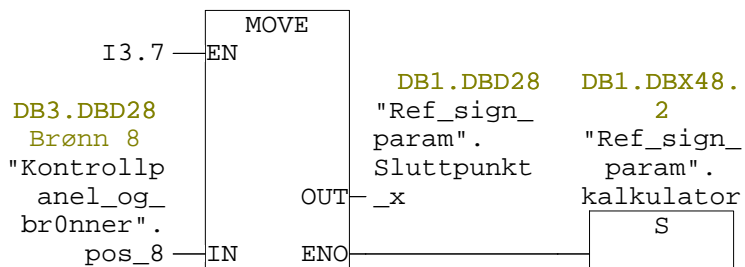 MOVE
I3.7
EN
DB3.DBD28
Brønn 8
"Kontrollp
anel_og_
br0nner".
pos_8
IN
DB1.DBD28
"Ref_sign_
param".
Sluttpunkt
_x
OUT
ENO
DB1.DBX48.
2
"Ref_sign_
param".
kalkulator
S